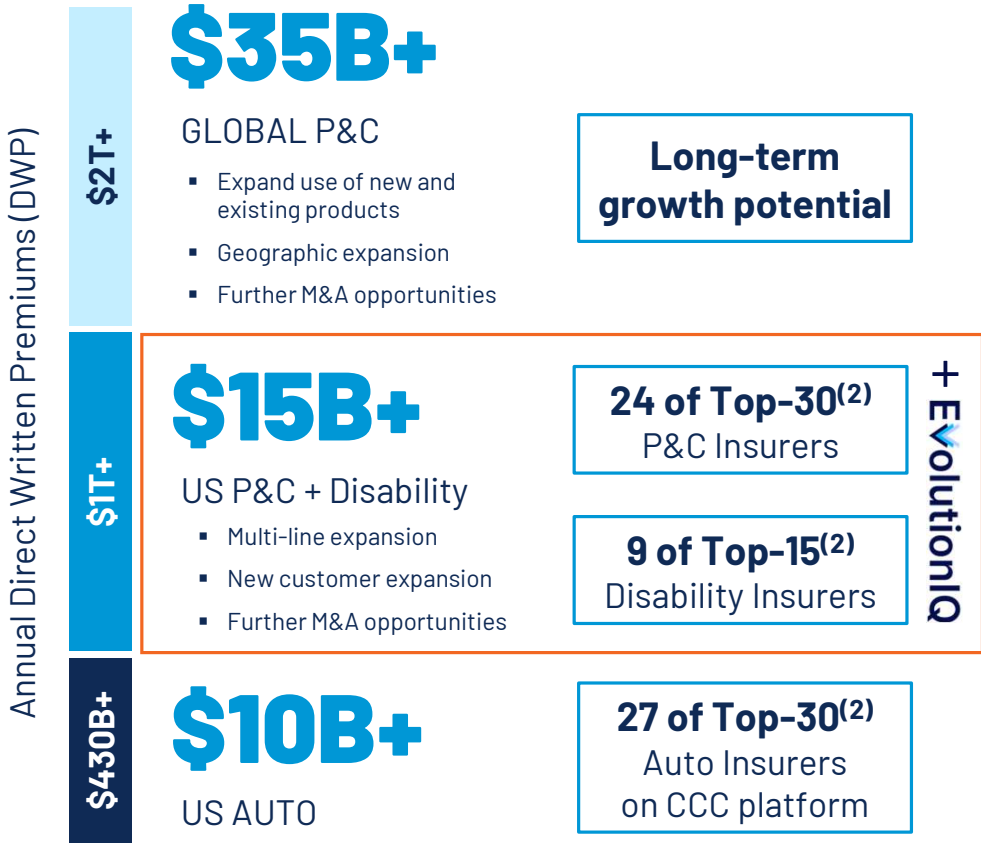 Annual Direct Written Premiums (DWP)
$2T+
$35B+
GLOBAL P&C
▪ Expand use of new and
existing products
▪ Geographic expansion
▪ Further M&A opportunities
Long-term
growth potential
$1T+
$15B+
US P&C + Disability
▪ Multi-line expansion
▪ New customer expansion
▪ Further M&A opportunities
24 of Top-30(2)
P&C Insurers
9 of Top-15(2)
Disability Insurers
+ EvolutionIQ
$430B+
$10B+
US AUTO
27 of Top-30(2)
Auto Insurers
on CCC platform